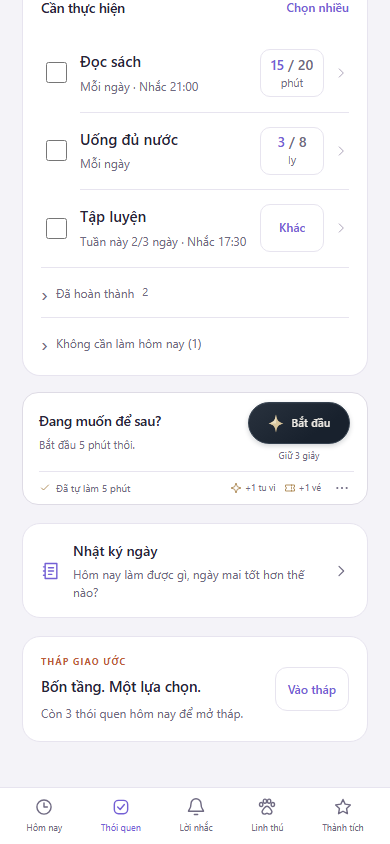 Cần thực hiện
Chọn nhiều
Đọc sách
Mỗi ngày · Nhắc 21:00
15 / 20
phút
Uống đủ nước
Mỗi ngày
3 / 8
ly
Tập luyện
Tuần này 2/3 ngày · Nhắc 17:30
Khác
Đã hoàn thành 2
Không cần làm hôm nay (1)
Đang muốn để sau?
Bắt đầu 5 phút thôi.
Bắt đầu
Giữ 3 giây
Đã tự làm 5 phút
+1 tu vi
+1 vé
Nhật ký ngày
Hôm nay làm được gì, ngày mai tốt hơn thế
nào?
THÁP GIAO ƯỚC
Bốn tầng. Một lựa chọn.
Còn 3 thói quen hôm nay để mở tháp.
Vào tháp
Hôm nay
Thói quen
Lời nhắc
Linh thú
Thành tích